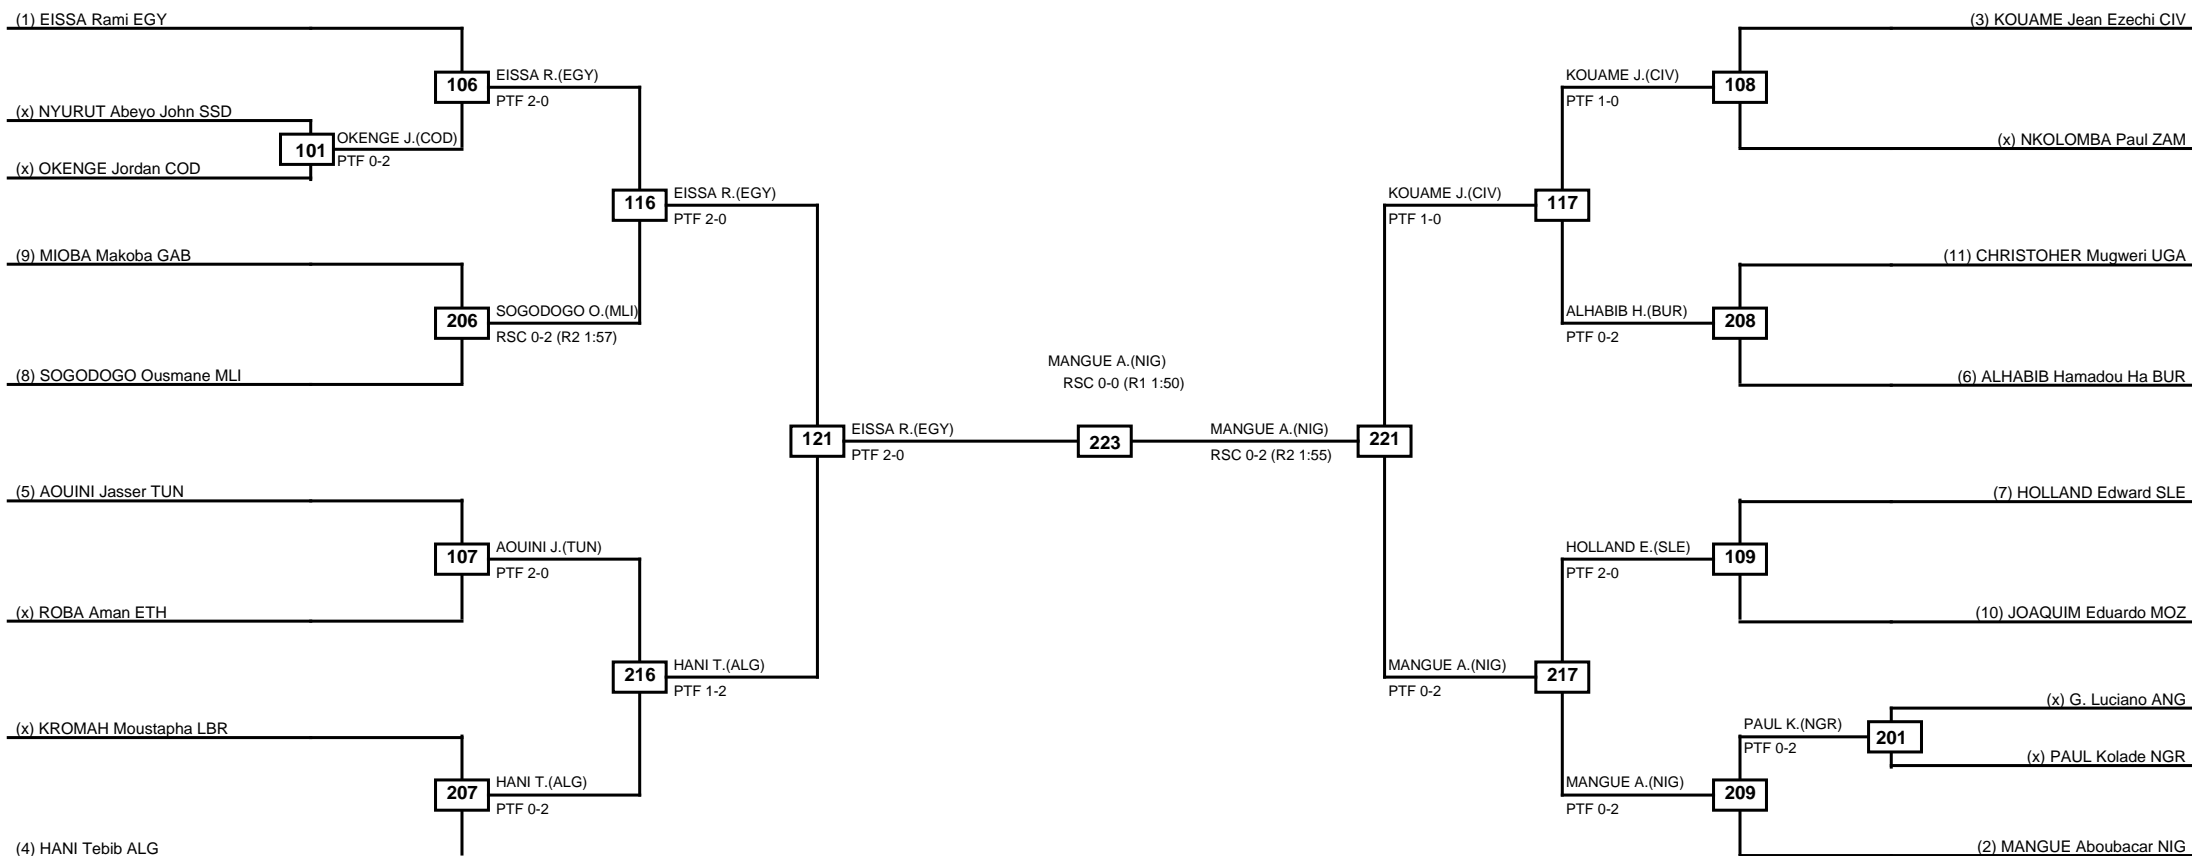 (1) EISSA Rami EGY
(3) KOUAME Jean Ezechi CIV
106
EISSA R.(EGY)
PTF 2-0
KOUAME J.(CIV)
PTF 1-0
108
(x) NYURUT Abeyo John SSD
101
OKENGE J.(COD)
PTF 0-2
(x) OKENGE Jordan COD
(x) NKOLOMBA Paul ZAM
116
EISSA R.(EGY)
PTF 2-0
KOUAME J.(CIV)
PTF 1-0
117
(9) MIOBA Makoba GAB
(11) CHRISTOHER Mugweri UGA
206
SOGODOGO O.(MLI)
RSC 0-2 (R2 1:57)
ALHABIB H.(BUR)
PTF 0-2
208
(8) SOGODOGO Ousmane MLI
(6) ALHABIB Hamadou Ha BUR
MANGUE A.(NIG)
RSC 0-0 (R1 1:50)
121
EISSA R.(EGY)
PTF 2-0
223
MANGUE A.(NIG)
RSC 0-2 (R2 1:55)
221
(5) AOUINI Jasser TUN
(7) HOLLAND Edward SLE
107
AOUINI J.(TUN)
PTF 2-0
HOLLAND E.(SLE)
PTF 2-0
109
(x) ROBA Aman ETH
(10) JOAQUIM Eduardo MOZ
216
HANI T.(ALG)
PTF 1-2
MANGUE A.(NIG)
PTF 0-2
217
(x) KROMAH Moustapha LBR
(x) G. Luciano ANG
PAUL K.(NGR)
PTF 0-2
201
(x) PAUL Kolade NGR
207
HANI T.(ALG)
PTF 0-2
MANGUE A.(NIG)
PTF 0-2
209
(4) HANI Tebib ALG
(2) MANGUE Aboubacar NIG